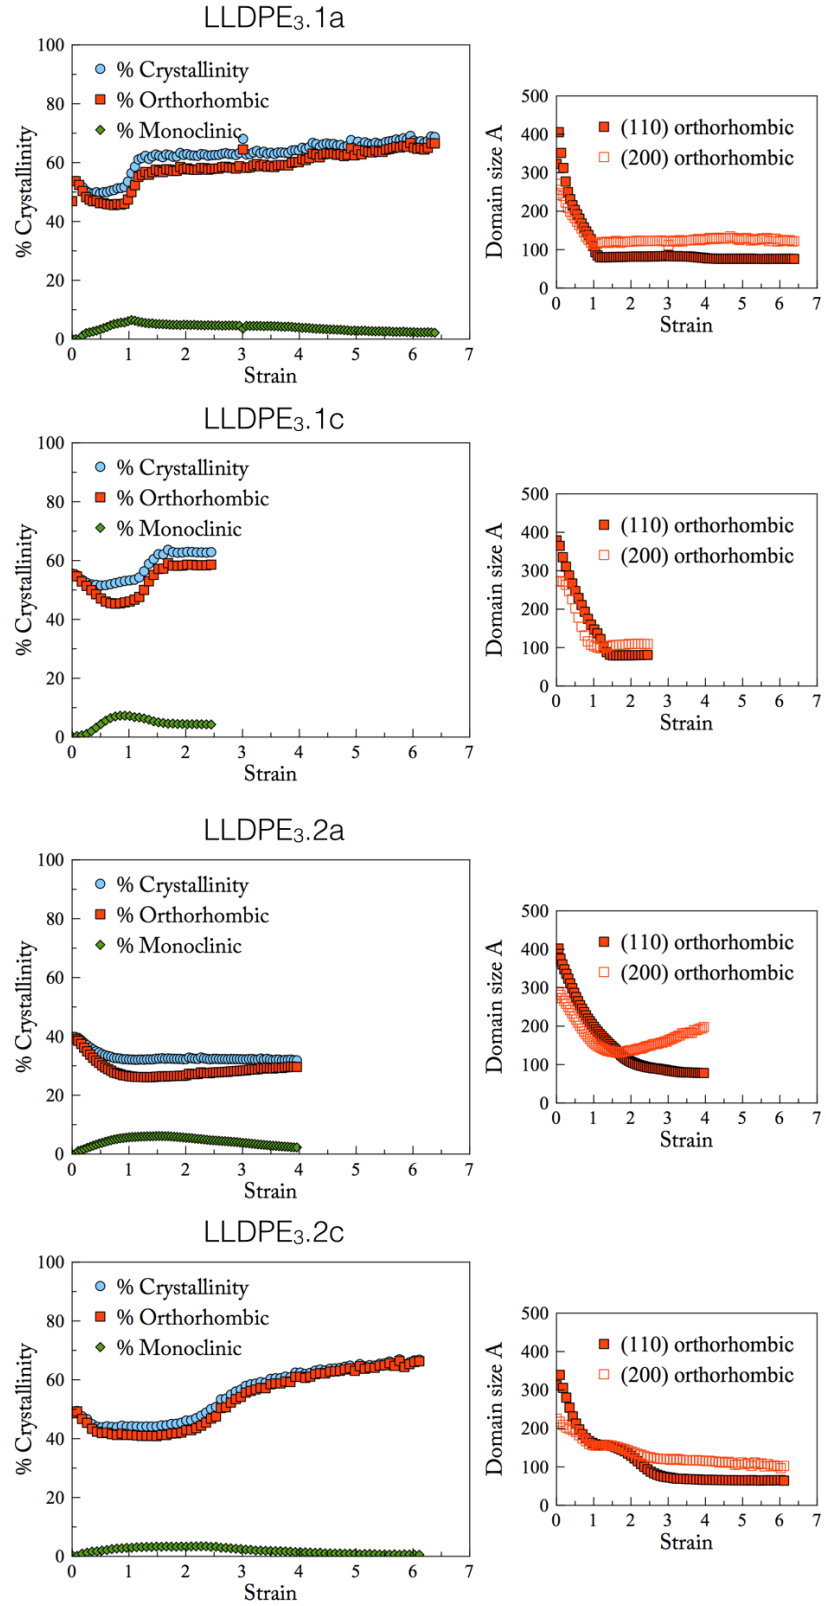 LLDPE₃.1a
100
80
60
40
20
0
% Crystallinity
% Crystallinity
% Orthorhombic
% Monoclinic
0 1 2 3 4 5 6 7
Strain
500
400
300
200
100
0
Domain size A
(110) orthorhombic
(200) orthorhombic
0 1 2 3 4 5 6 7
Strain
LLDPE₃.1c
100
80
60
40
20
0
% Crystallinity
% Crystallinity
% Orthorhombic
% Monoclinic
0 1 2 3 4 5 6 7
Strain
500
400
300
200
100
0
Domain size A
(110) orthorhombic
(200) orthorhombic
0 1 2 3 4 5 6 7
Strain
LLDPE₃.2a
100
80
60
40
20
0
% Crystallinity
% Crystallinity
% Orthorhombic
% Monoclinic
0 1 2 3 4 5 6 7
Strain
500
400
300
200
100
0
Domain size A
(110) orthorhombic
(200) orthorhombic
0 1 2 3 4 5 6 7
Strain
LLDPE₃.2c
100
80
60
40
20
0
% Crystallinity
% Crystallinity
% Orthorhombic
% Monoclinic
0 1 2 3 4 5 6 7
Strain
500
400
300
200
100
0
Domain size A
(110) orthorhombic
(200) orthorhombic
0 1 2 3 4 5 6 7
Strain